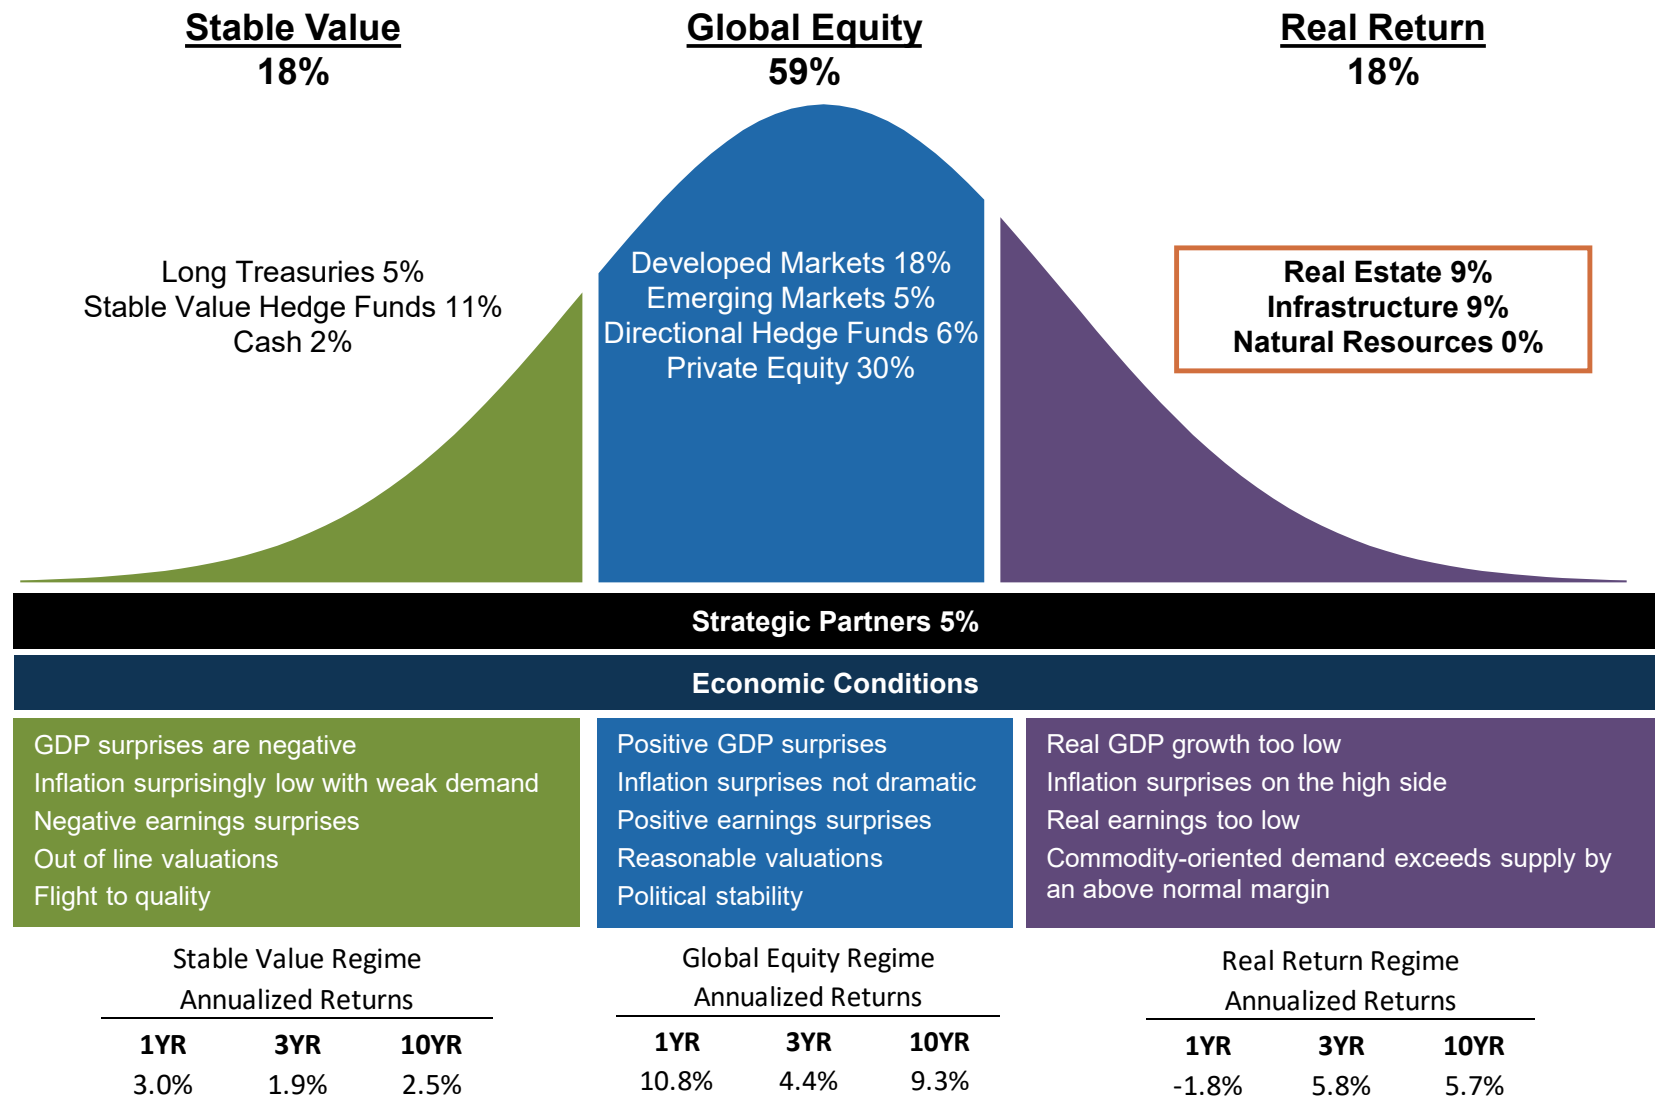 Stable Value
18%
Global Equity
59%
Real Return
18%
Long Treasuries 5%
Stable Value Hedge Funds 11%
Cash 2%
Developed Markets 18%
Emerging Markets 5%
Directional Hedge Funds 6%
Private Equity 30%
Real Estate 9%
Infrastructure 9%
Natural Resources 0%
Strategic Partners 5%
Economic Conditions
GDP surprises are negative
Inflation surprisingly low with weak demand
Negative earnings surprises
Out of line valuations
Flight to quality
Positive GDP surprises
Inflation surprises not dramatic
Positive earnings surprises
Reasonable valuations
Political stability
Real GDP growth too low
Inflation surprises on the high side
Real earnings too low
Commodity-oriented demand exceeds supply by
an above normal margin
Stable Value Regime
Annualized Returns
1YR 3YR 10YR
3.0% 1.9% 2.5%
Global Equity Regime
Annualized Returns
1YR 3YR 10YR
10.8% 4.4% 9.3%
Real Return Regime
Annualized Returns
1YR 3YR 10YR
-1.8% 5.8% 5.7%